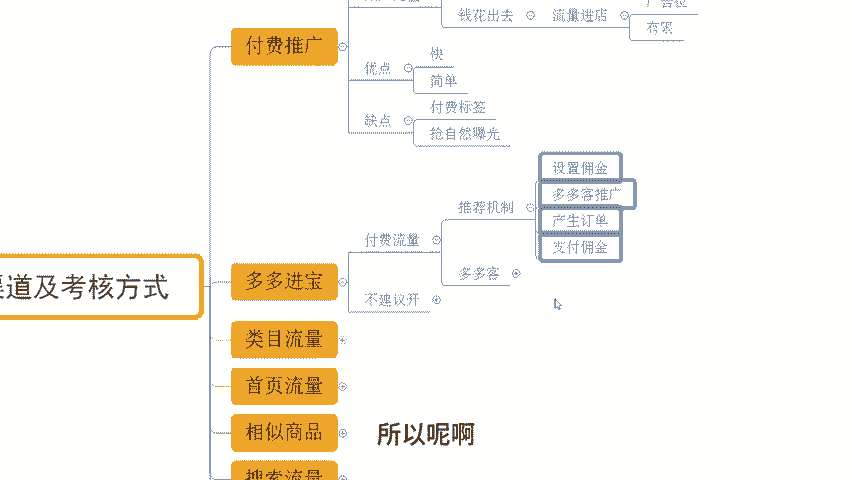 广告位
钱花出去
流量进店
有限
付费推广
快
优点
简单
付费标签
缺点
抢自然曝光
设置佣金
多多客推广
推荐机制
产生订单
付费流量
支付佣金
多多客
多多进宝
不建议开
渠道及考核方式
类目流量
首页流量
相似商品
所以呢啊
搜索流量